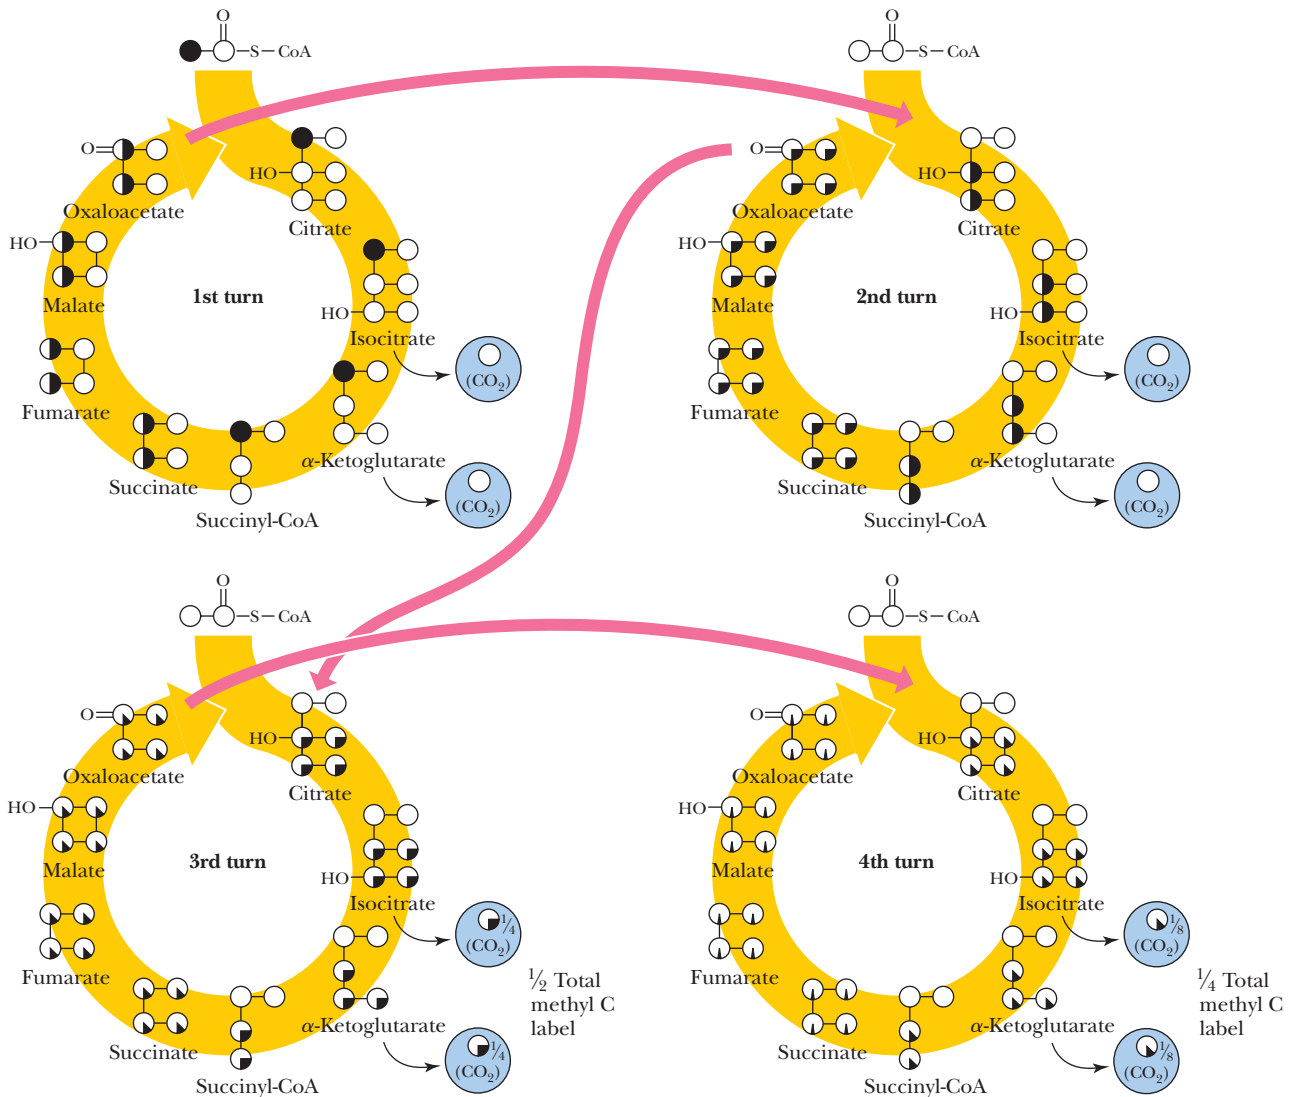 O
S — CoA
O
HO
Oxaloacetate
Citrate
HO
Malate
1st turn
HO
Isocitrate
(CO2)
Fumarate
α-Ketoglutarate
Succinate
(CO2)
Succinyl-CoA
O
S — CoA
O
HO
Oxaloacetate
Citrate
HO
Malate
2nd turn
HO
Isocitrate
(CO2)
Fumarate
α-Ketoglutarate
Succinate
(CO2)
Succinyl-CoA
O
S — CoA
O
HO
Oxaloacetate
Citrate
HO
Malate
3rd turn
HO
Isocitrate
1/4
(CO2)
Fumarate
1/2 Total
methyl C
label
α-Ketoglutarate
Succinate
1/4
(CO2)
Succinyl-CoA
O
S — CoA
O
HO
Oxaloacetate
Citrate
HO
Malate
4th turn
HO
Isocitrate
1/8
(CO2)
Fumarate
1/4 Total
methyl C
label
α-Ketoglutarate
Succinate
1/8
(CO2)
Succinyl-CoA